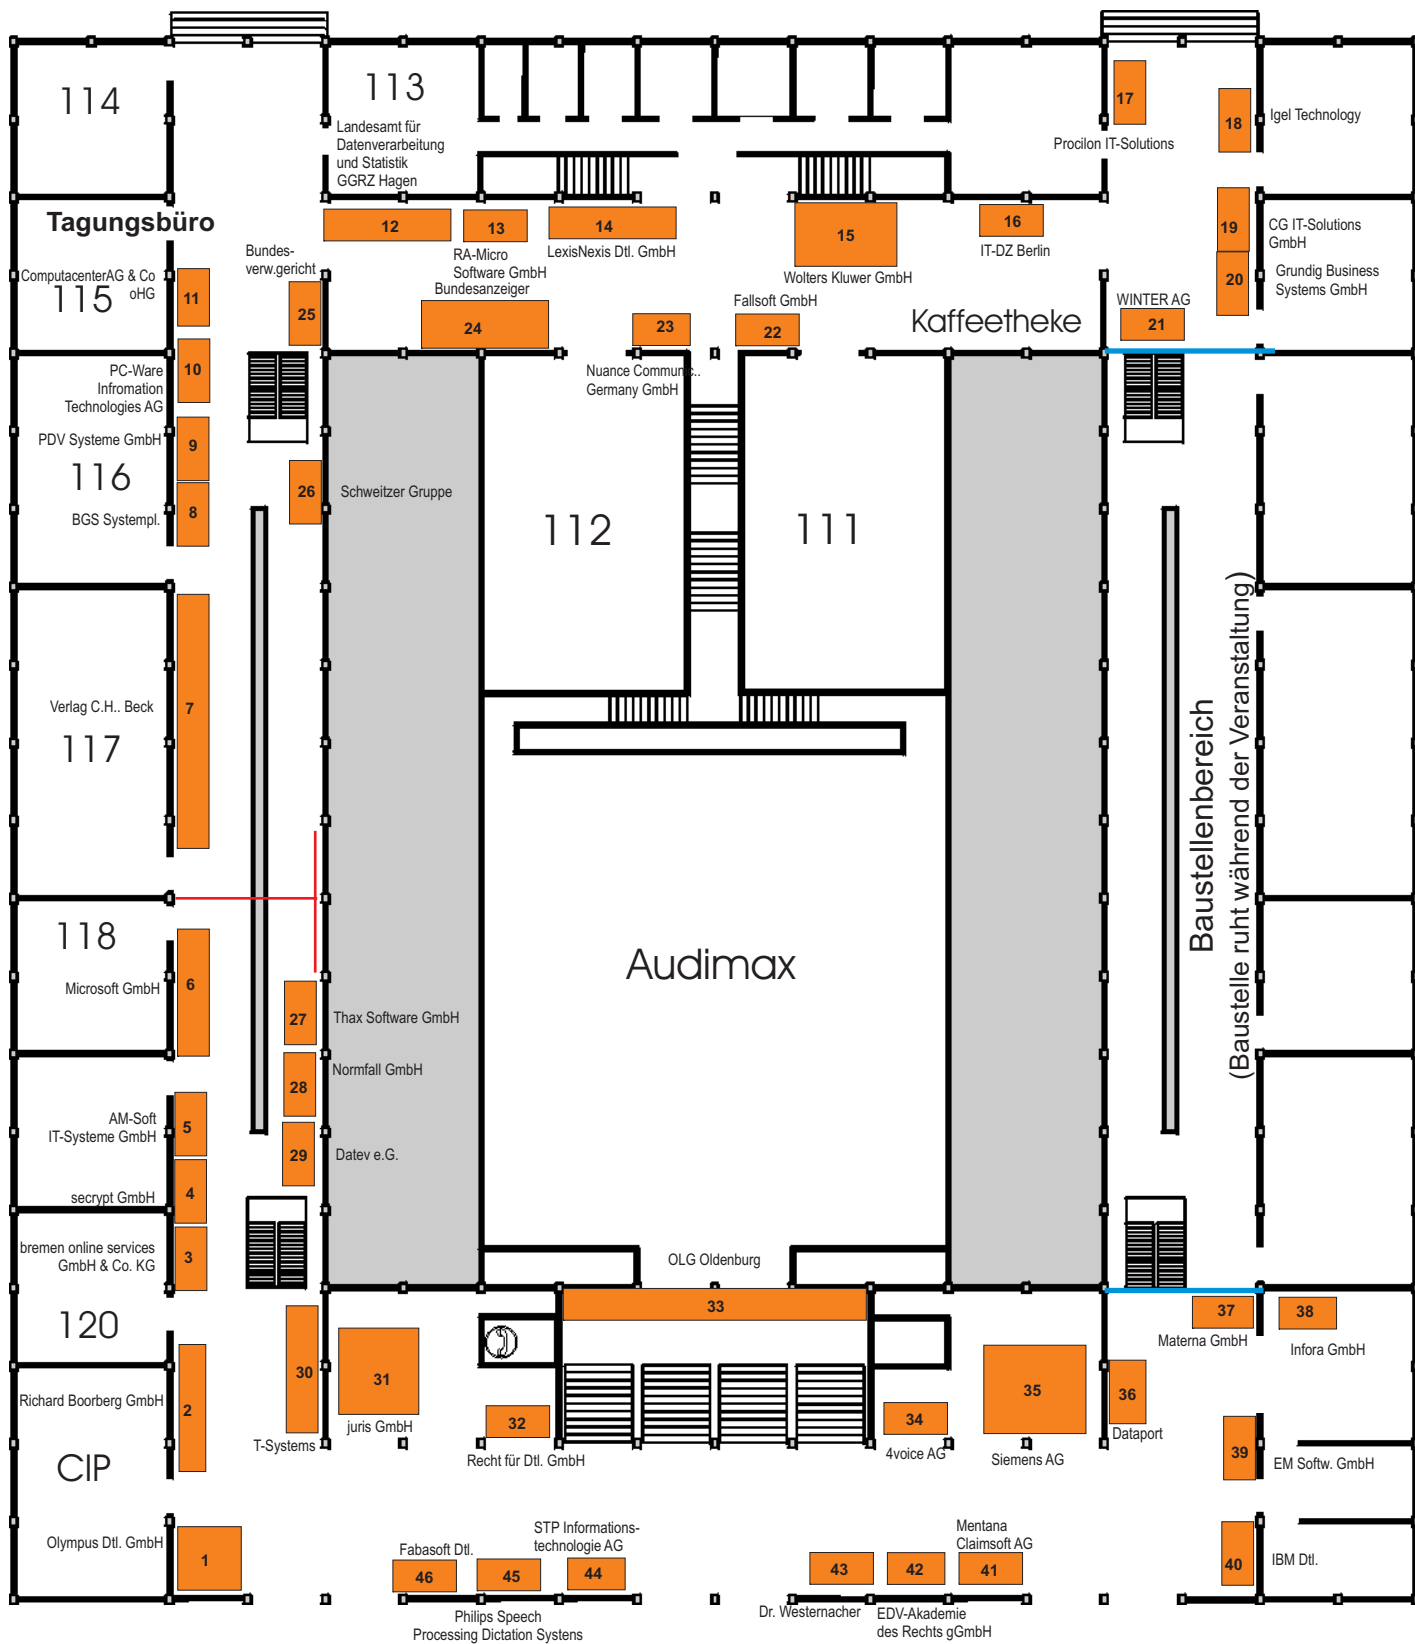 114
113
Landesamt für
Datenverarbeitung
und Statistik
GGRZ Hagen
17
Procilon IT-Solutions
18
Igel Technology
Tagungsbüro
12
13
RA-Micro
Software GmbH
14
LexisNexis Dtl. GmbH
15
Wolters Kluwer GmbH
16
IT-DZ Berlin
19
CG IT-Solutions
GmbH
20
Grundig Business
Systems GmbH
Bundes-
verw.gericht
25
ComputacenterAG & Co
oHG
115
11
Bundesanzeiger
24
23
Nuance Communic..
Germany GmbH
Fallsoft GmbH
22
Kaffeetheke
WINTER AG
21
PC-Ware
Infromation
Technologies AG
10
PDV Systeme GmbH
9
116
BGS Systempl.
8
26
Schweitzer Gruppe
112
111
Verlag C.H.. Beck
117
7
Baustellenbereich
(Baustelle ruht während der Veranstaltung)
118
Microsoft GmbH
6
Audimax
27
Thax Software GmbH
28
Normfall GmbH
29
Datev e.G.
AM-Soft
IT-Systeme GmbH
5
secrypt GmbH
4
bremen online services
GmbH & Co. KG
3
120
OLG Oldenburg
33
Richard Boorberg GmbH
2
CIP
30
T-Systems
31
juris GmbH
32
Recht für Dtl. GmbH
34
4voice AG
35
Siemens AG
36
Dataport
37
Materna GmbH
38
Infora GmbH
39
EM Softw. GmbH
40
IBM Dtl.
Olympus Dtl. GmbH
1
Fabasoft Dtl.
46
45
Philips Speech
Processing Dictation Systens
STP Informations-
technologie AG
44
43
Dr. Westernacher
42
EDV-Akademie
des Rechts gGmbH
Mentana
Claimsoft AG
41